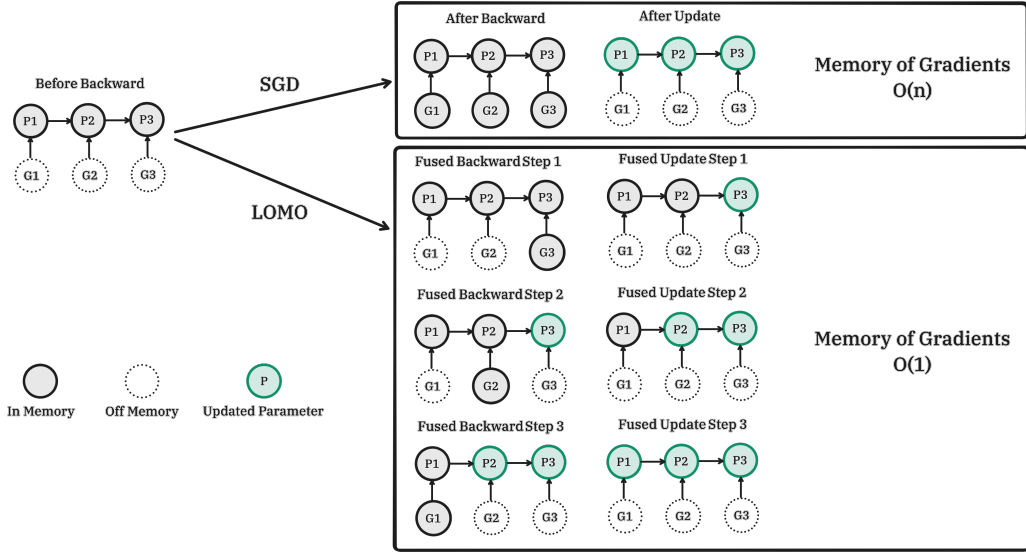 Before Backward
P1 P2 P3
G1 G2 G3
SGD
LOMO
After Backward
P1 P2 P3
G1 G2 G3
After Update
P1 P2 P3
G1 G2 G3
Memory of Gradients
O(n)
Fused Backward Step 1
P1 P2 P3
G1 G2 G3
Fused Update Step 1
P1 P2 P3
G1 G2 G3
Fused Backward Step 2
P1 P2 P3
G1 G2 G3
Fused Update Step 2
P1 P2 P3
G1 G2 G3
Fused Backward Step 3
P1 P2 P3
G1 G2 G3
Fused Update Step 3
P1 P2 P3
G1 G2 G3
Memory of Gradients
O(1)
P
In Memory
Off Memory
Updated Parameter